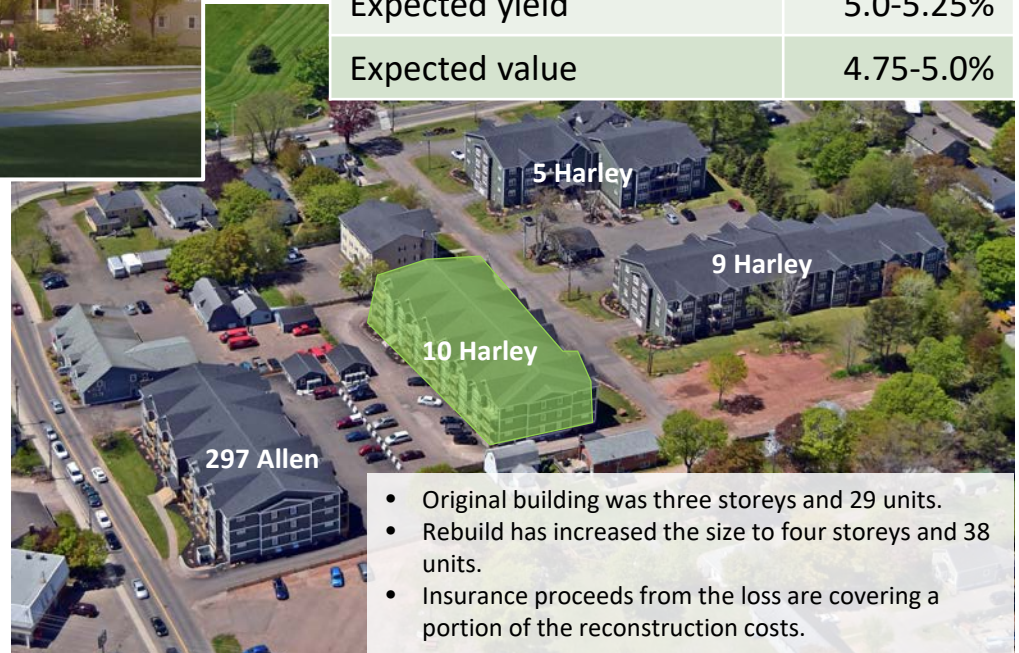 Expected yield 5.0-5.25%
Expected value 4.75-5.0%
5 Harley
9 Harley
10 Harley
297 Allen
• Original building was three storeys and 29 units.
• Rebuild has increased the size to four storeys and 38
units.
• Insurance proceeds from the loss are covering a
portion of the reconstruction costs.